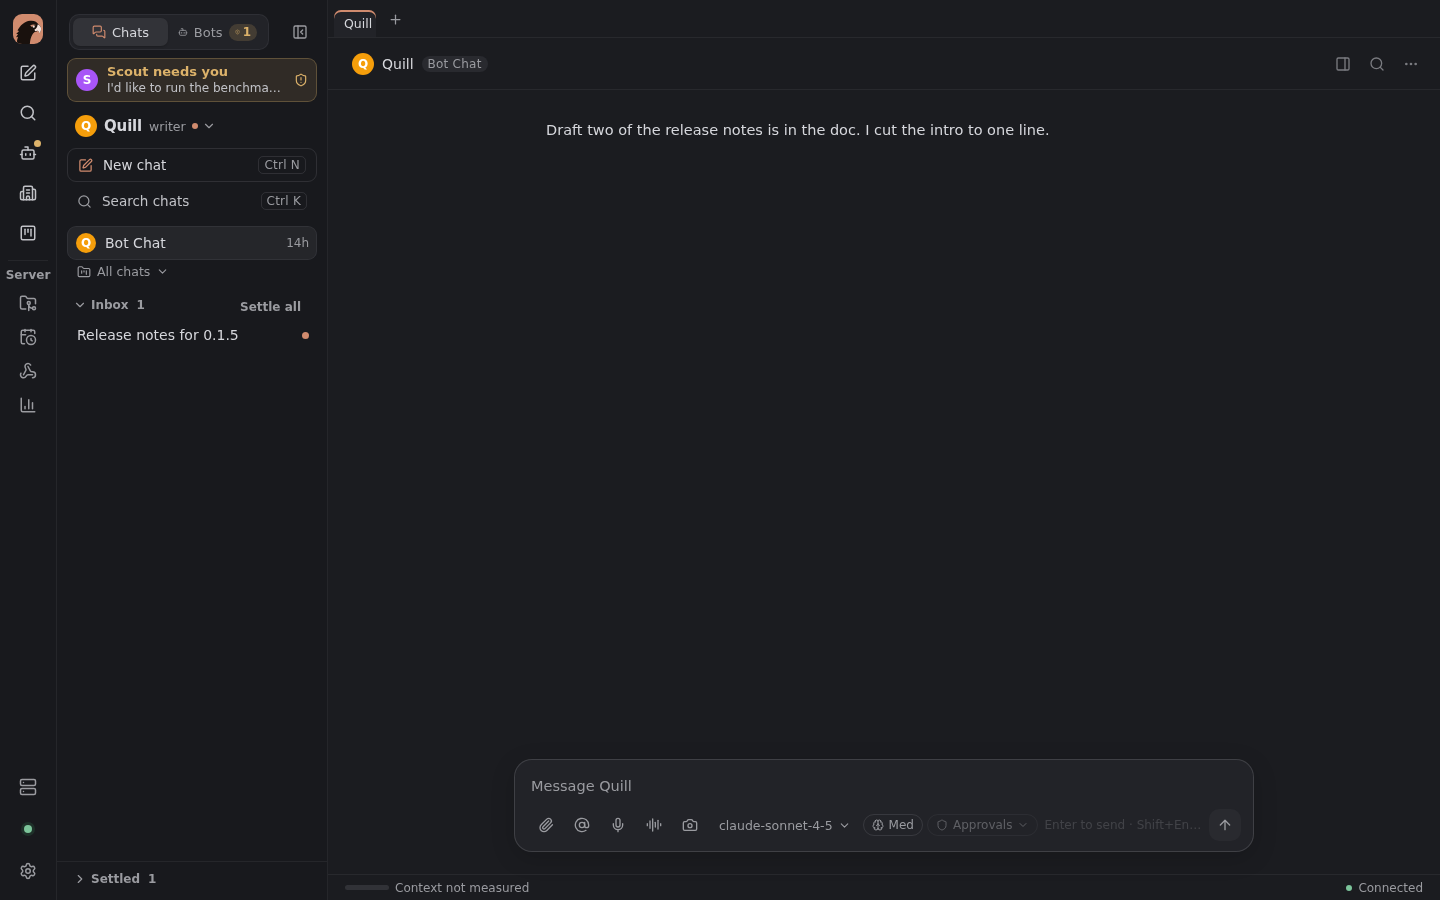 Chats
Bots 1
Quill
Scout needs you
I'd like to run the benchma...
Quill Bot Chat
Quill writer
Draft two of the release notes is in the doc. I cut the intro to one line.
New chat Ctrl N
Search chats Ctrl K
Bot Chat 14h
All chats
Server
Inbox 1 Settle all
Release notes for 0.1.5
Message Quill
claude-sonnet-4-5 Med Approvals Enter to send · Shift+En...
Settled 1
Context not measured
Connected